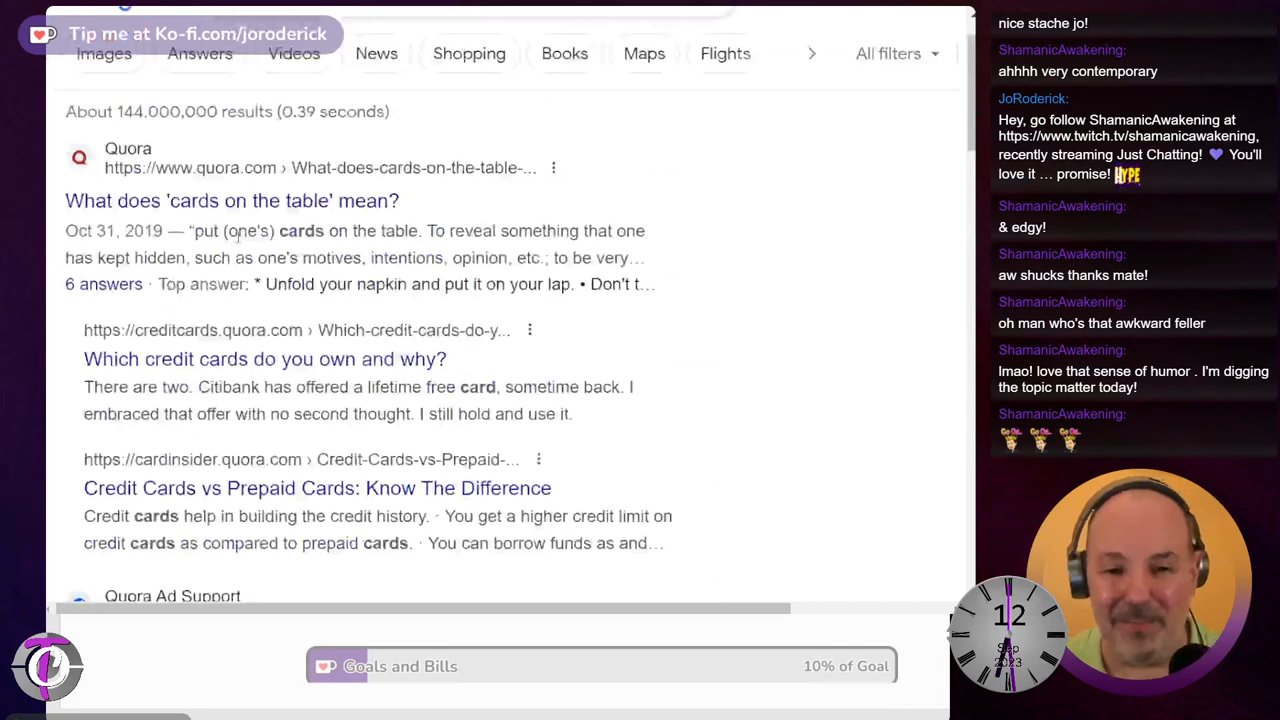 Tip me at Ko-fi.com/joroderick
Images Answers Videos News Shopping Books Maps Flights All filters
About 144,000,000 results (0.39 seconds)
Quora
https://www.quora.com › What-does-cards-on-the-table-...
What does 'cards on the table' mean?
Oct 31, 2019 — “put (one's) cards on the table. To reveal something that one
has kept hidden, such as one's motives, intentions, opinion, etc.; to be very...
6 answers · Top answer: * Unfold your napkin and put it on your lap. • Don't t...
https://creditcards.quora.com › Which-credit-cards-do-y...
Which credit cards do you own and why?
There are two. Citibank has offered a lifetime free card, sometime back. I
embraced that offer with no second thought. I still hold and use it.
https://cardinsider.quora.com › Credit-Cards-vs-Prepaid-...
Credit Cards vs Prepaid Cards: Know The Difference
Credit cards help in building the credit history. · You get a higher credit limit on
credit cards as compared to prepaid cards. · You can borrow funds as and...
Quora Ad Support
Goals and Bills 10% of Goal
nice stache jo!
ShamanicAwakening:
ahhhh very contemporary
JoRoderick:
Hey, go follow ShamanicAwakening at
https://www.twitch.tv/shamanicawakening,
recently streaming Just Chatting! 💜 You'll
love it … promise! HYPE
ShamanicAwakening:
& edgy!
ShamanicAwakening:
aw shucks thanks mate!
ShamanicAwakening:
oh man who's that awkward feller
ShamanicAwakening:
lmao! love that sense of humor . I'm digging
the topic matter today!
ShamanicAwakening:
12
Sep
2023